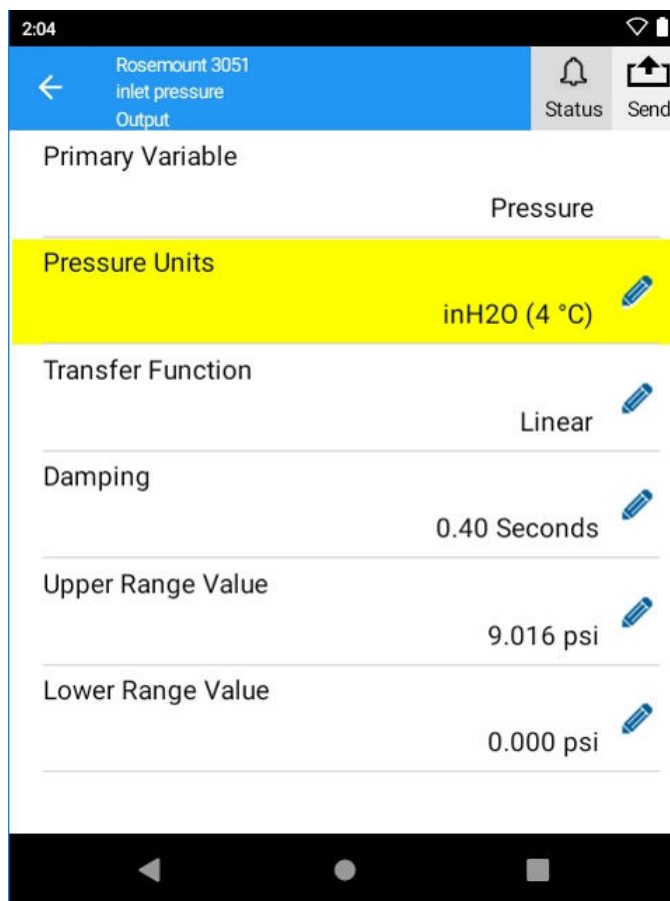 2:04
Rosemount 3051
inlet pressure
Output
Status
Send
Primary Variable
Pressure
Pressure Units
inH2O (4 °C)
Transfer Function
Linear
Damping
0.40 Seconds
Upper Range Value
9.016 psi
Lower Range Value
0.000 psi